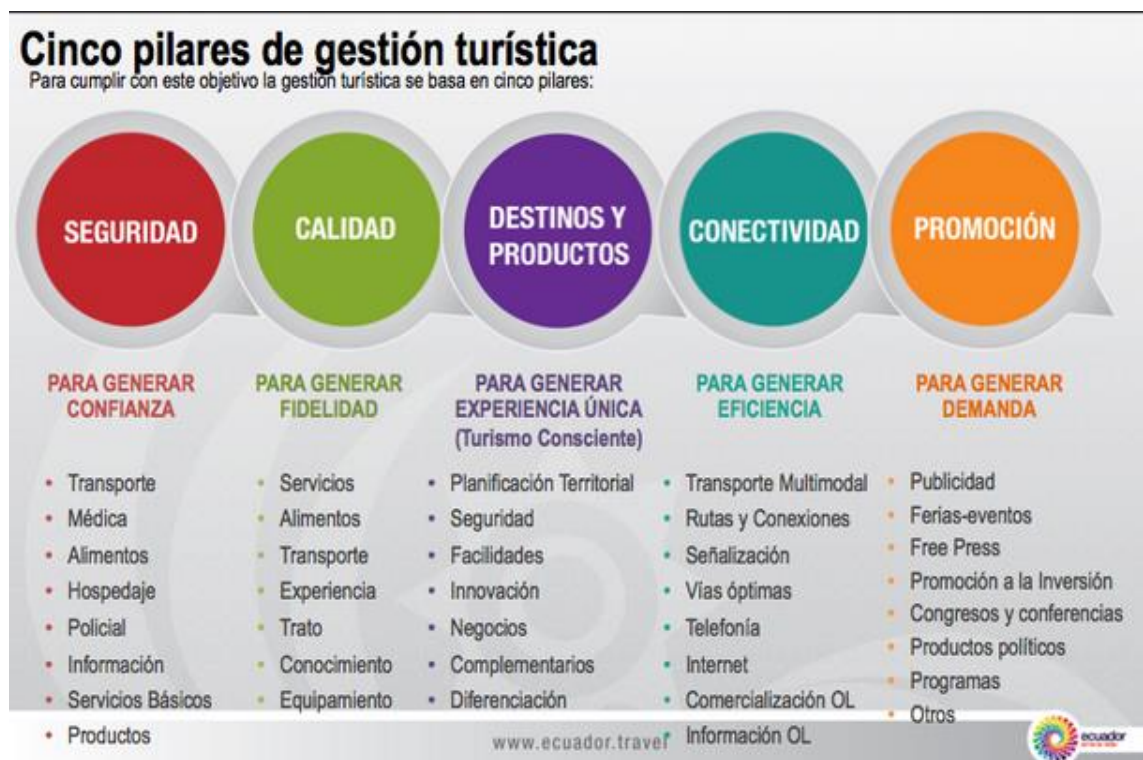 Cinco pilares de gestión turística
Para cumplir con este objetivo la gestión turística se basa en cinco pilares:
SEGURIDAD
PARA GENERAR
CONFIANZA
• Transporte
• Médica
• Alimentos
• Hospedaje
• Policial
• Información
• Servicios Básicos
• Productos
CALIDAD
PARA GENERAR
FIDELIDAD
• Servicios
• Alimentos
• Transporte
• Experiencia
• Trato
• Conocimiento
• Equipamiento
DESTINOS Y
PRODUCTOS
PARA GENERAR
EXPERIENCIA ÚNICA
(Turismo Consciente)
• Planificación Territorial
• Seguridad
• Facilidades
• Innovación
• Negocios
• Complementarios
• Diferenciación
CONECTIVIDAD
PARA GENERAR
EFICIENCIA
• Transporte Multimodal
• Rutas y Conexiones
• Señalización
• Vías óptimas
• Telefonía
• Internet
• Comercialización OL
• Información OL
PROMOCIÓN
PARA GENERAR
DEMANDA
• Publicidad
• Ferias-eventos
• Free Press
• Promoción a la Inversión
• Congresos y conferencias
• Productos políticos
• Programas
• Otros
www.ecuador.travel
ecuador